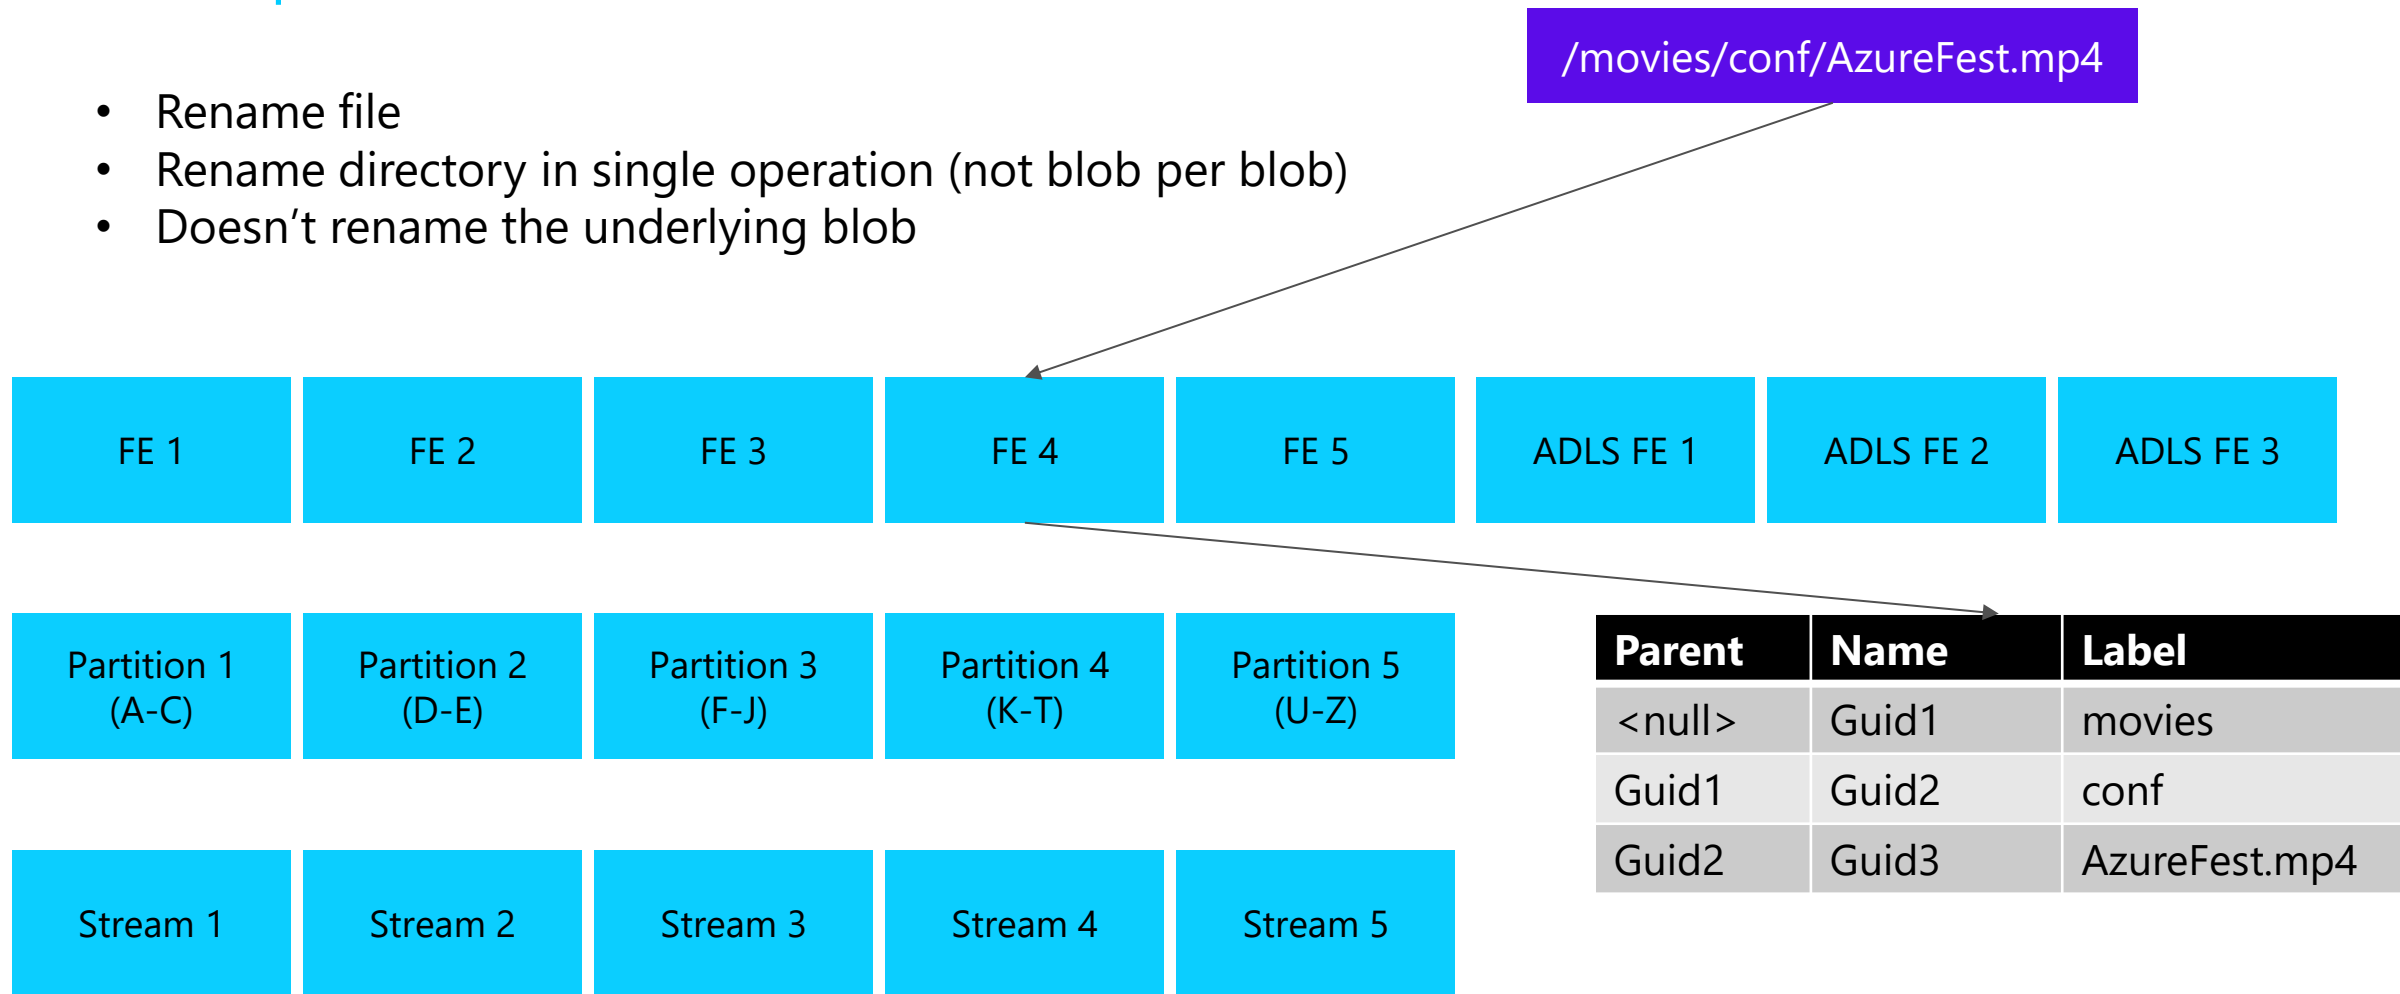 /movies/conf/AzureFest.mp4
• Rename file
• Rename directory in single operation (not blob per blob)
• Doesn’t rename the underlying blob
FE 1
FE 2
FE 3
FE 4
FE 5
ADLS FE 1
ADLS FE 2
ADLS FE 3
Partition 1
(A-C)
Partition 2
(D-E)
Partition 3
(F-J)
Partition 4
(K-T)
Partition 5
(U-Z)
Parent Name Label
<null> Guid1 movies
Guid1 Guid2 conf
Guid2 Guid3 AzureFest.mp4
Stream 1
Stream 2
Stream 3
Stream 4
Stream 5